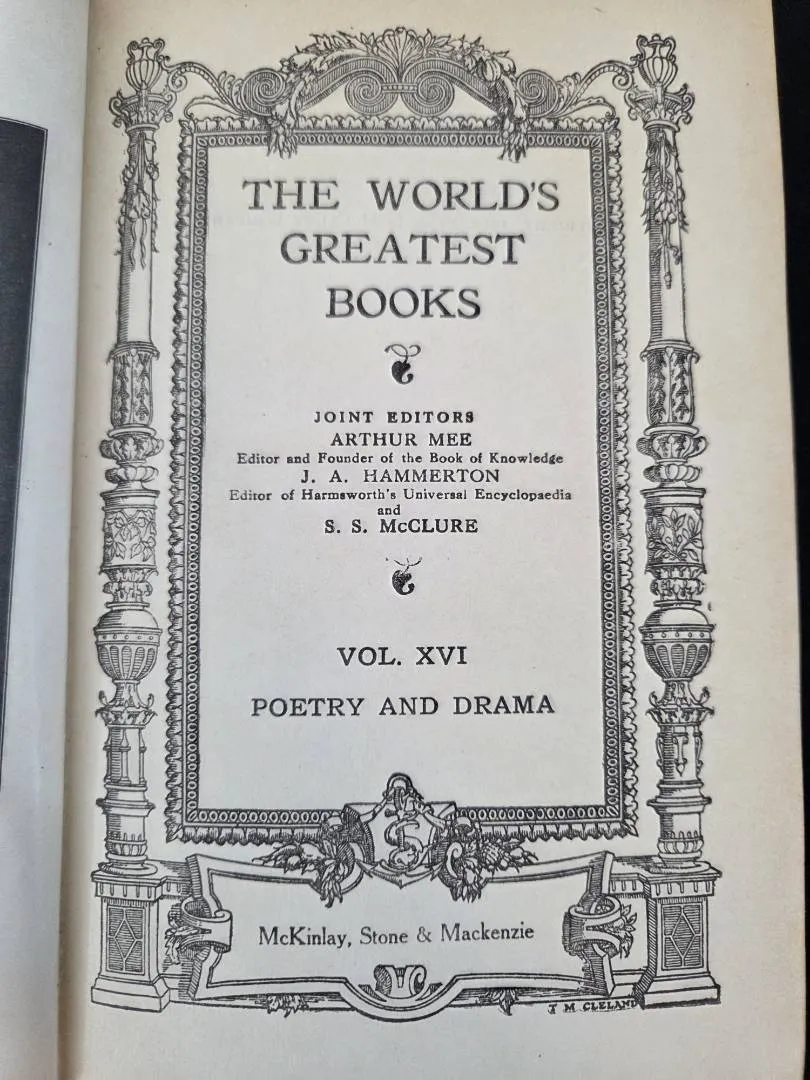 THE WORLD'S
GREATEST
BOOKS
JOINT EDITORS
ARTHUR MEE
Editor and Founder of the Book of Knowledge
J. A. HAMMERTON
Editor of Harmsworth's Universal Encyclopaedia
and
S. S. McCLURE
VOL. XVI
POETRY AND DRAMA
McKinlay, Stone & Mackenzie
T M CLELAND